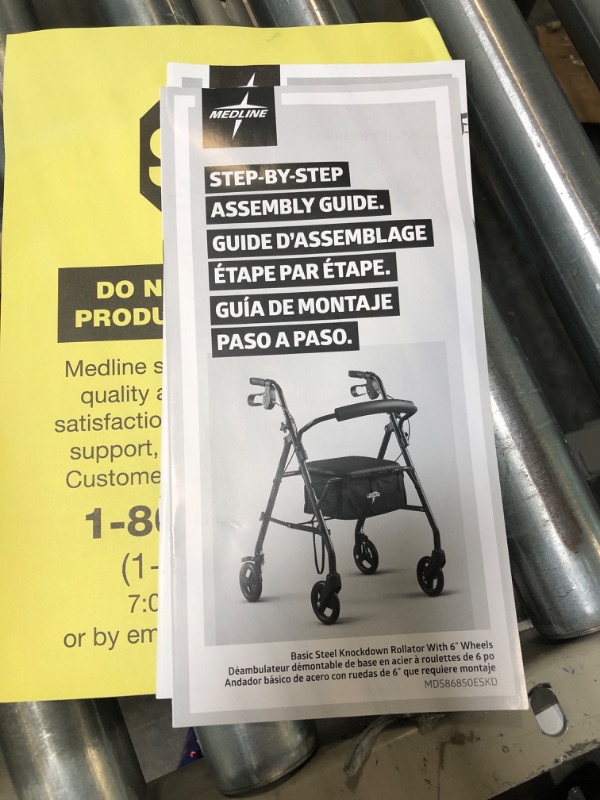 MEDLINE
STEP-BY-STEP
ASSEMBLY GUIDE.
GUIDE D'ASSEMBLAGE
ÉTAPE PAR ÉTAPE.
GUÍA DE MONTAJE
PASO A PASO.
Basic Steel Knockdown Rollator With 6" Wheels
Déambulateur démontable de base en acier à roulettes de 6 po
Andador básico de acero con ruedas de 6" que requiere montaje
MDS86850ESKD
DO
PRODU
Medline s
quality a
satisfactio
support,
Custome
1-8
(1-
7:0
or by em